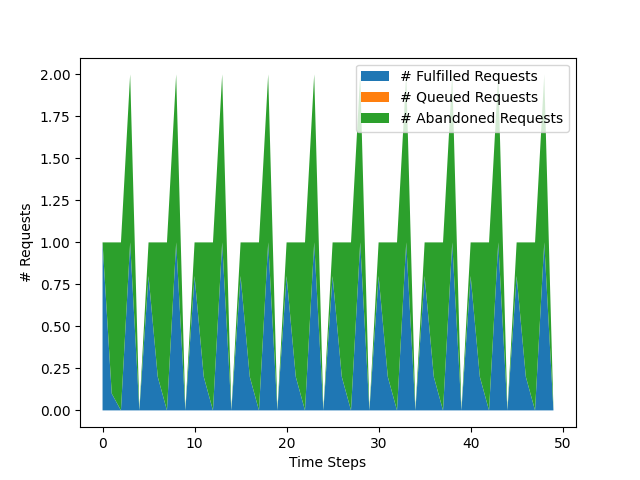 # Fulfilled Requests
# Queued Requests
# Abandoned Requests
2.00
1.75
1.50
1.25
1.00
0.75
0.50
0.25
0.00
# Requests
0 10 20 30 40 50
Time Steps